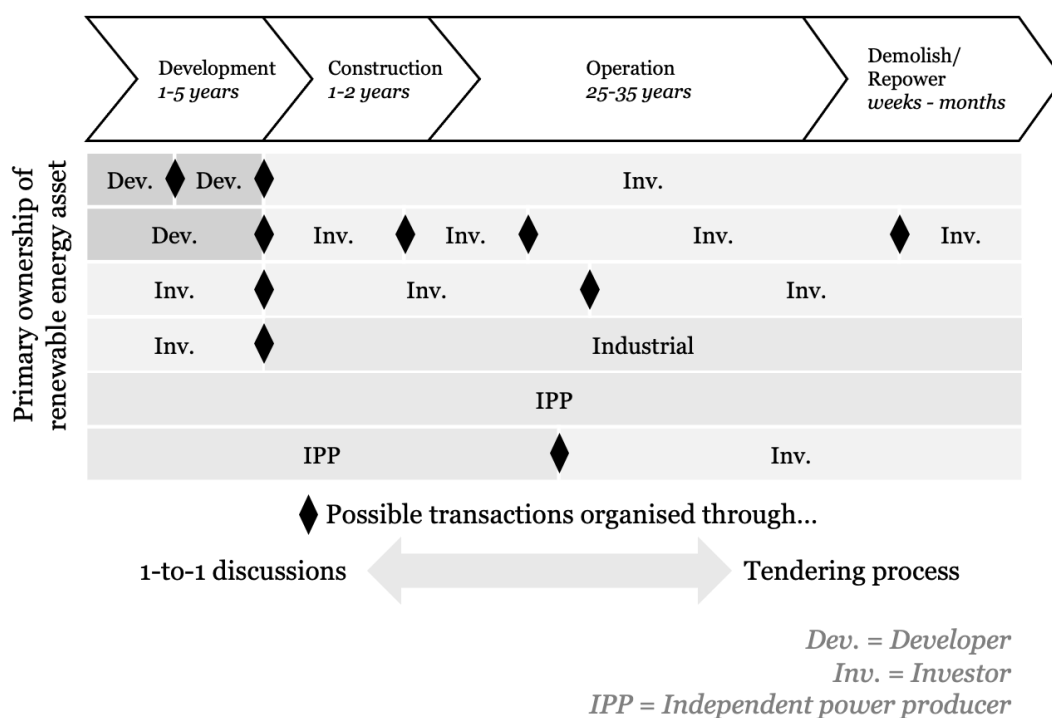 Development
1-5 years
Construction
1-2 years
Operation
25-35 years
Demolish/
Repower
weeks - months
Primary ownership of
renewable energy asset
Dev. Dev. Inv.
Dev. Inv. Inv. Inv. Inv.
Inv. Inv. Inv.
Inv. Industrial
IPP
IPP Inv.
Possible transactions organised through...
1-to-1 discussions Tendering process
Dev. = Developer
Inv. = Investor
IPP = Independent power producer